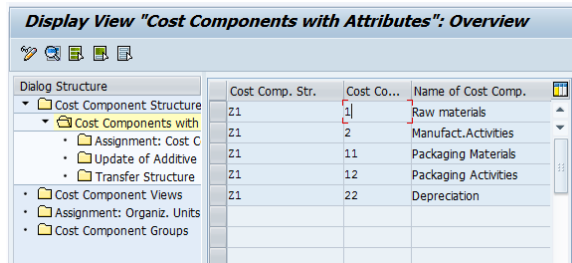 Display View "Cost Components with Attributes": Overview
Dialog Structure
Cost Component Structure
Cost Components with
Assignment: Cost C
Update of Additive
Transfer Structure
Cost Component Views
Assignment: Organiz. Units
Cost Component Groups
Cost Comp. Str. Cost Co... Name of Cost Comp.
Z1 1 Raw materials
Z1 2 Manufact.Activities
Z1 11 Packaging Materials
Z1 12 Packaging Activities
Z1 22 Depreciation